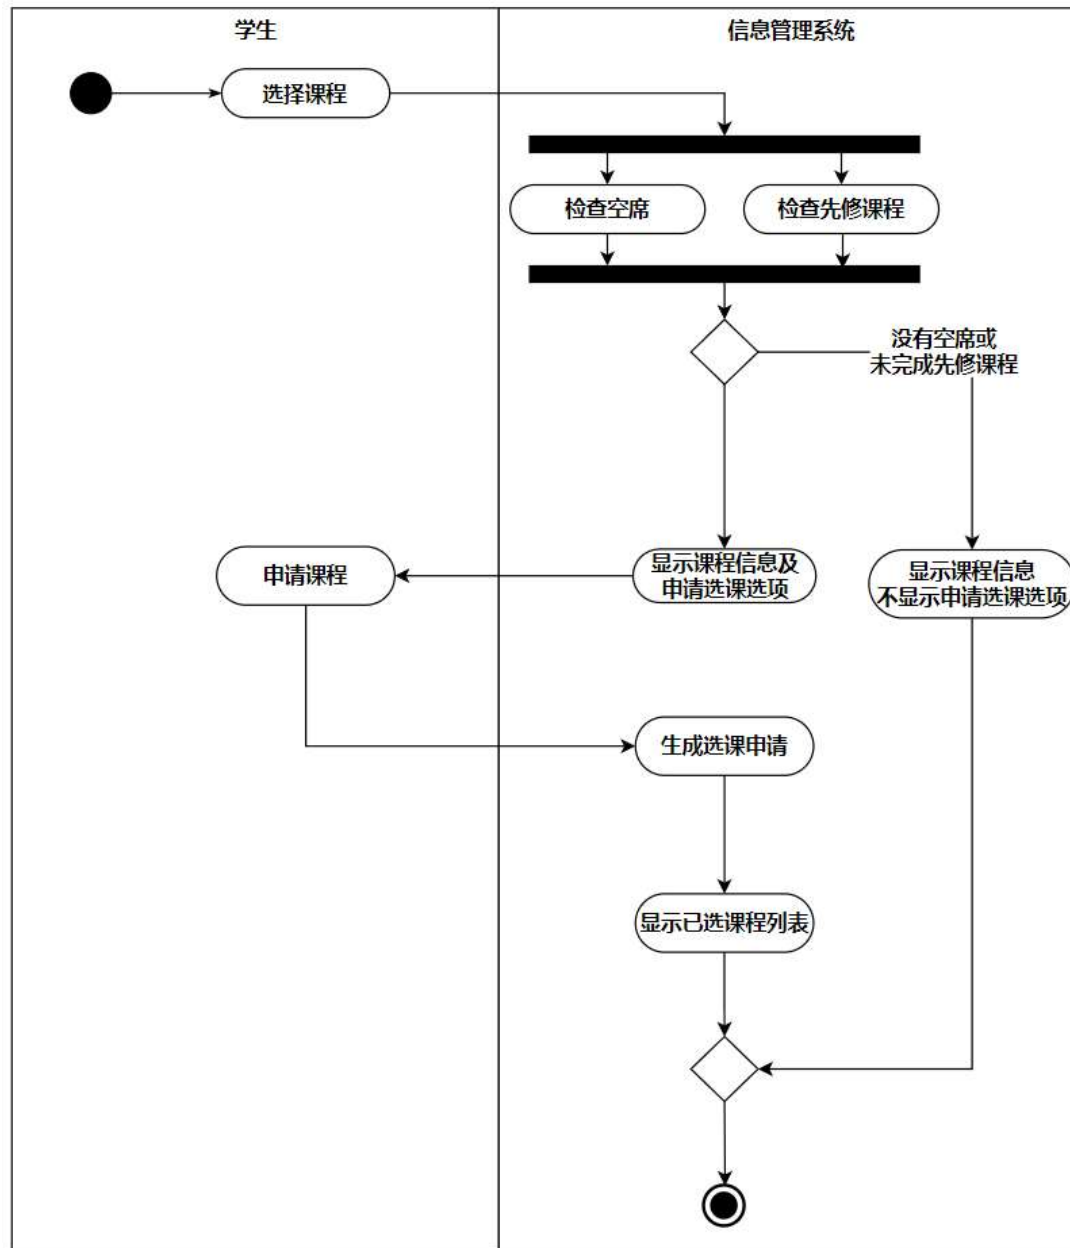 学生
信息管理系统
选择课程
检查空席
检查先修课程
没有空席或
未完成先修课程
申请课程
显示课程信息及
申请选课选项
显示课程信息
不显示申请选课选项
生成选课申请
显示已选课程列表